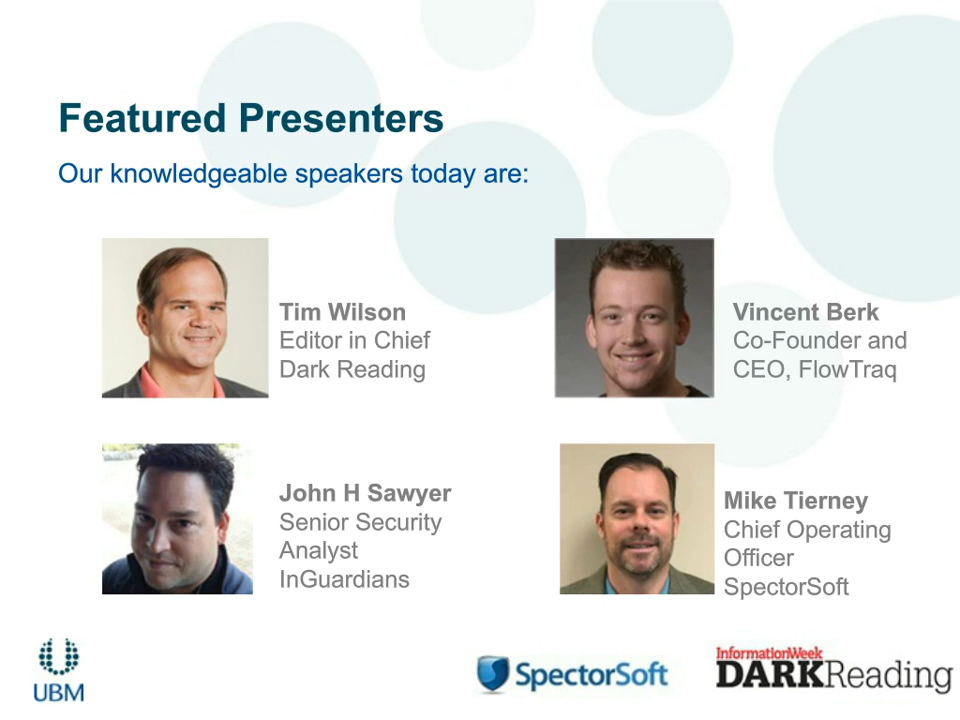 Featured Presenters
Our knowledgeable speakers today are:
Tim Wilson
Editor in Chief
Dark Reading
Vincent Berk
Co-Founder and
CEO, FlowTraq
John H Sawyer
Senior Security
Analyst
InGuardians
Mike Tierney
Chief Operating
Officer
SpectorSoft
UBM
SpectorSoft
InformationWeek
DARKReading